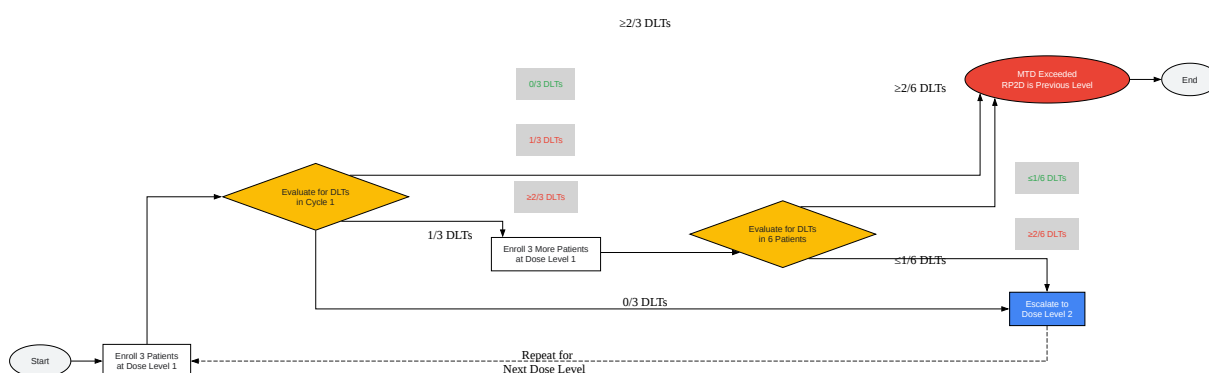 ≥2/3 DLTs
MTD Exceeded
RP2D is Previous Level
End
0/3 DLTs
≥2/6 DLTs
1/3 DLTs
≤1/6 DLTs
Evaluate for DLTs
in Cycle 1
≥2/3 DLTs
1/3 DLTs
Enroll 3 More Patients
at Dose Level 1
Evaluate for DLTs
in 6 Patients
≥2/6 DLTs
≤1/6 DLTs
0/3 DLTs
Escalate to
Dose Level 2
Start
Enroll 3 Patients
at Dose Level 1
Repeat for
Next Dose Level